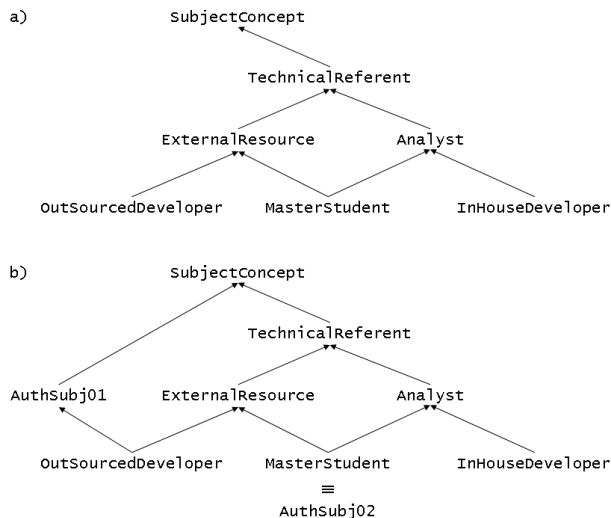 a) SubjectConcept
TechnicalReferent
ExternalResource Analyst
OutSourcedDeveloper MasterStudent InHouseDeveloper
b) SubjectConcept
TechnicalReferent
AuthSubj01 ExternalResource Analyst
OutSourcedDeveloper MasterStudent InHouseDeveloper
≡
AuthSubj02